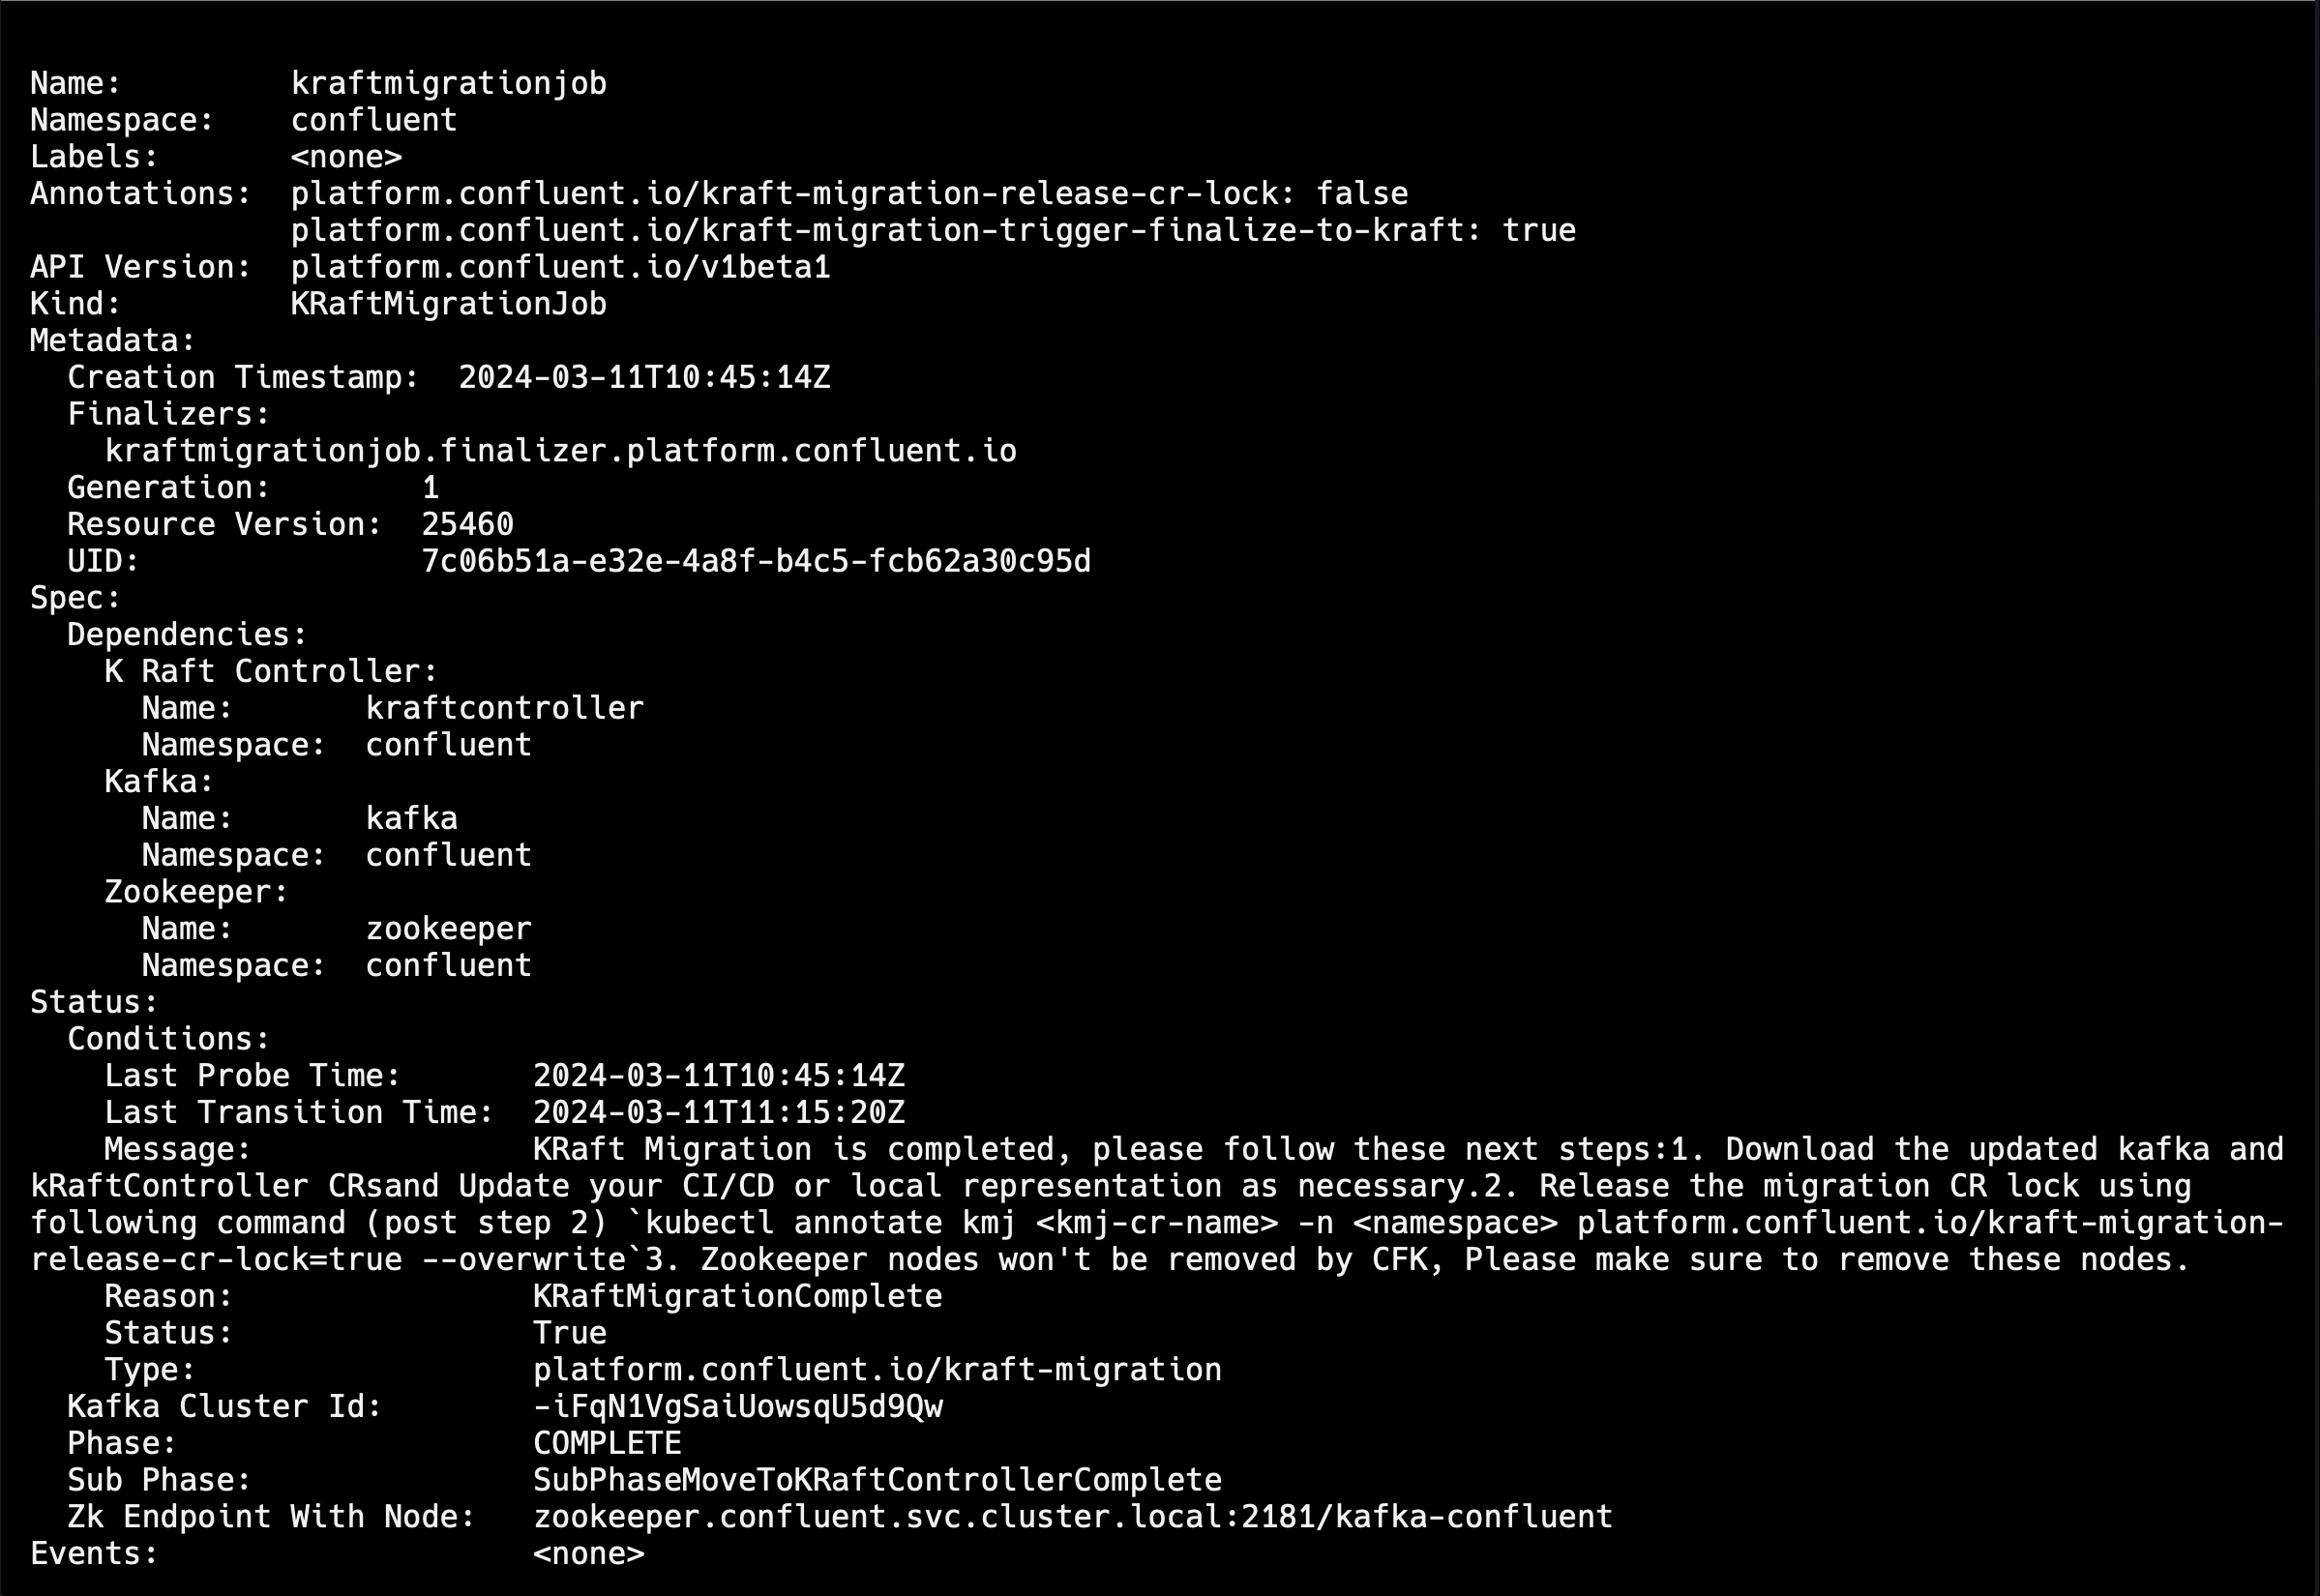 Name:         kraftmigrationjob
Namespace:    confluent
Labels:       <none>
Annotations:  platform.confluent.io/kraft-migration-release-cr-lock: false
              platform.confluent.io/kraft-migration-trigger-finalize-to-kraft: true
API Version:  platform.confluent.io/v1beta1
Kind:         KRaftMigrationJob
Metadata:
  Creation Timestamp:  2024-03-11T10:45:14Z
  Finalizers:
    kraftmigrationjob.finalizer.platform.confluent.io
  Generation:        1
  Resource Version:  25460
  UID:               7c06b51a-e32e-4a8f-b4c5-fcb62a30c95d
Spec:
  Dependencies:
    K Raft Controller:
      Name:       kraftcontroller
      Namespace:  confluent
    Kafka:
      Name:       kafka
      Namespace:  confluent
    Zookeeper:
      Name:       zookeeper
      Namespace:  confluent
Status:
  Conditions:
    Last Probe Time:       2024-03-11T10:45:14Z
    Last Transition Time:  2024-03-11T11:15:20Z
    Message:               KRaft Migration is completed, please follow these next steps:1. Download the updated kafka and
kRaftController CRsand Update your CI/CD or local representation as necessary.2. Release the migration CR lock using
following command (post step 2) `kubectl annotate kmj <kmj-cr-name> -n <namespace> platform.confluent.io/kraft-migration-
release-cr-lock=true --overwrite`3. Zookeeper nodes won't be removed by CFK, Please make sure to remove these nodes.
    Reason:                KRaftMigrationComplete
    Status:                True
    Type:                  platform.confluent.io/kraft-migration
  Kafka Cluster Id:        -iFqN1VgSaiUowsqU5d9Qw
  Phase:                   COMPLETE
  Sub Phase:               SubPhaseMoveToKRaftControllerComplete
  Zk Endpoint With Node:   zookeeper.confluent.svc.cluster.local:2181/kafka-confluent
Events:                    <none>